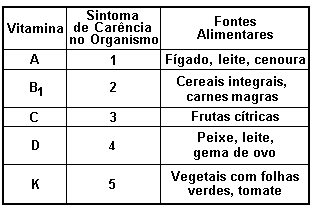 Vitamina Sintoma de Carência no Organismo Fontes Alimentares
A 1 Fígado, leite, cenoura
B1 2 Cereais integrais, carnes magras
C 3 Frutas cítricas
D 4 Peixe, leite, gema de ovo
K 5 Vegetais com folhas verdes, tomate